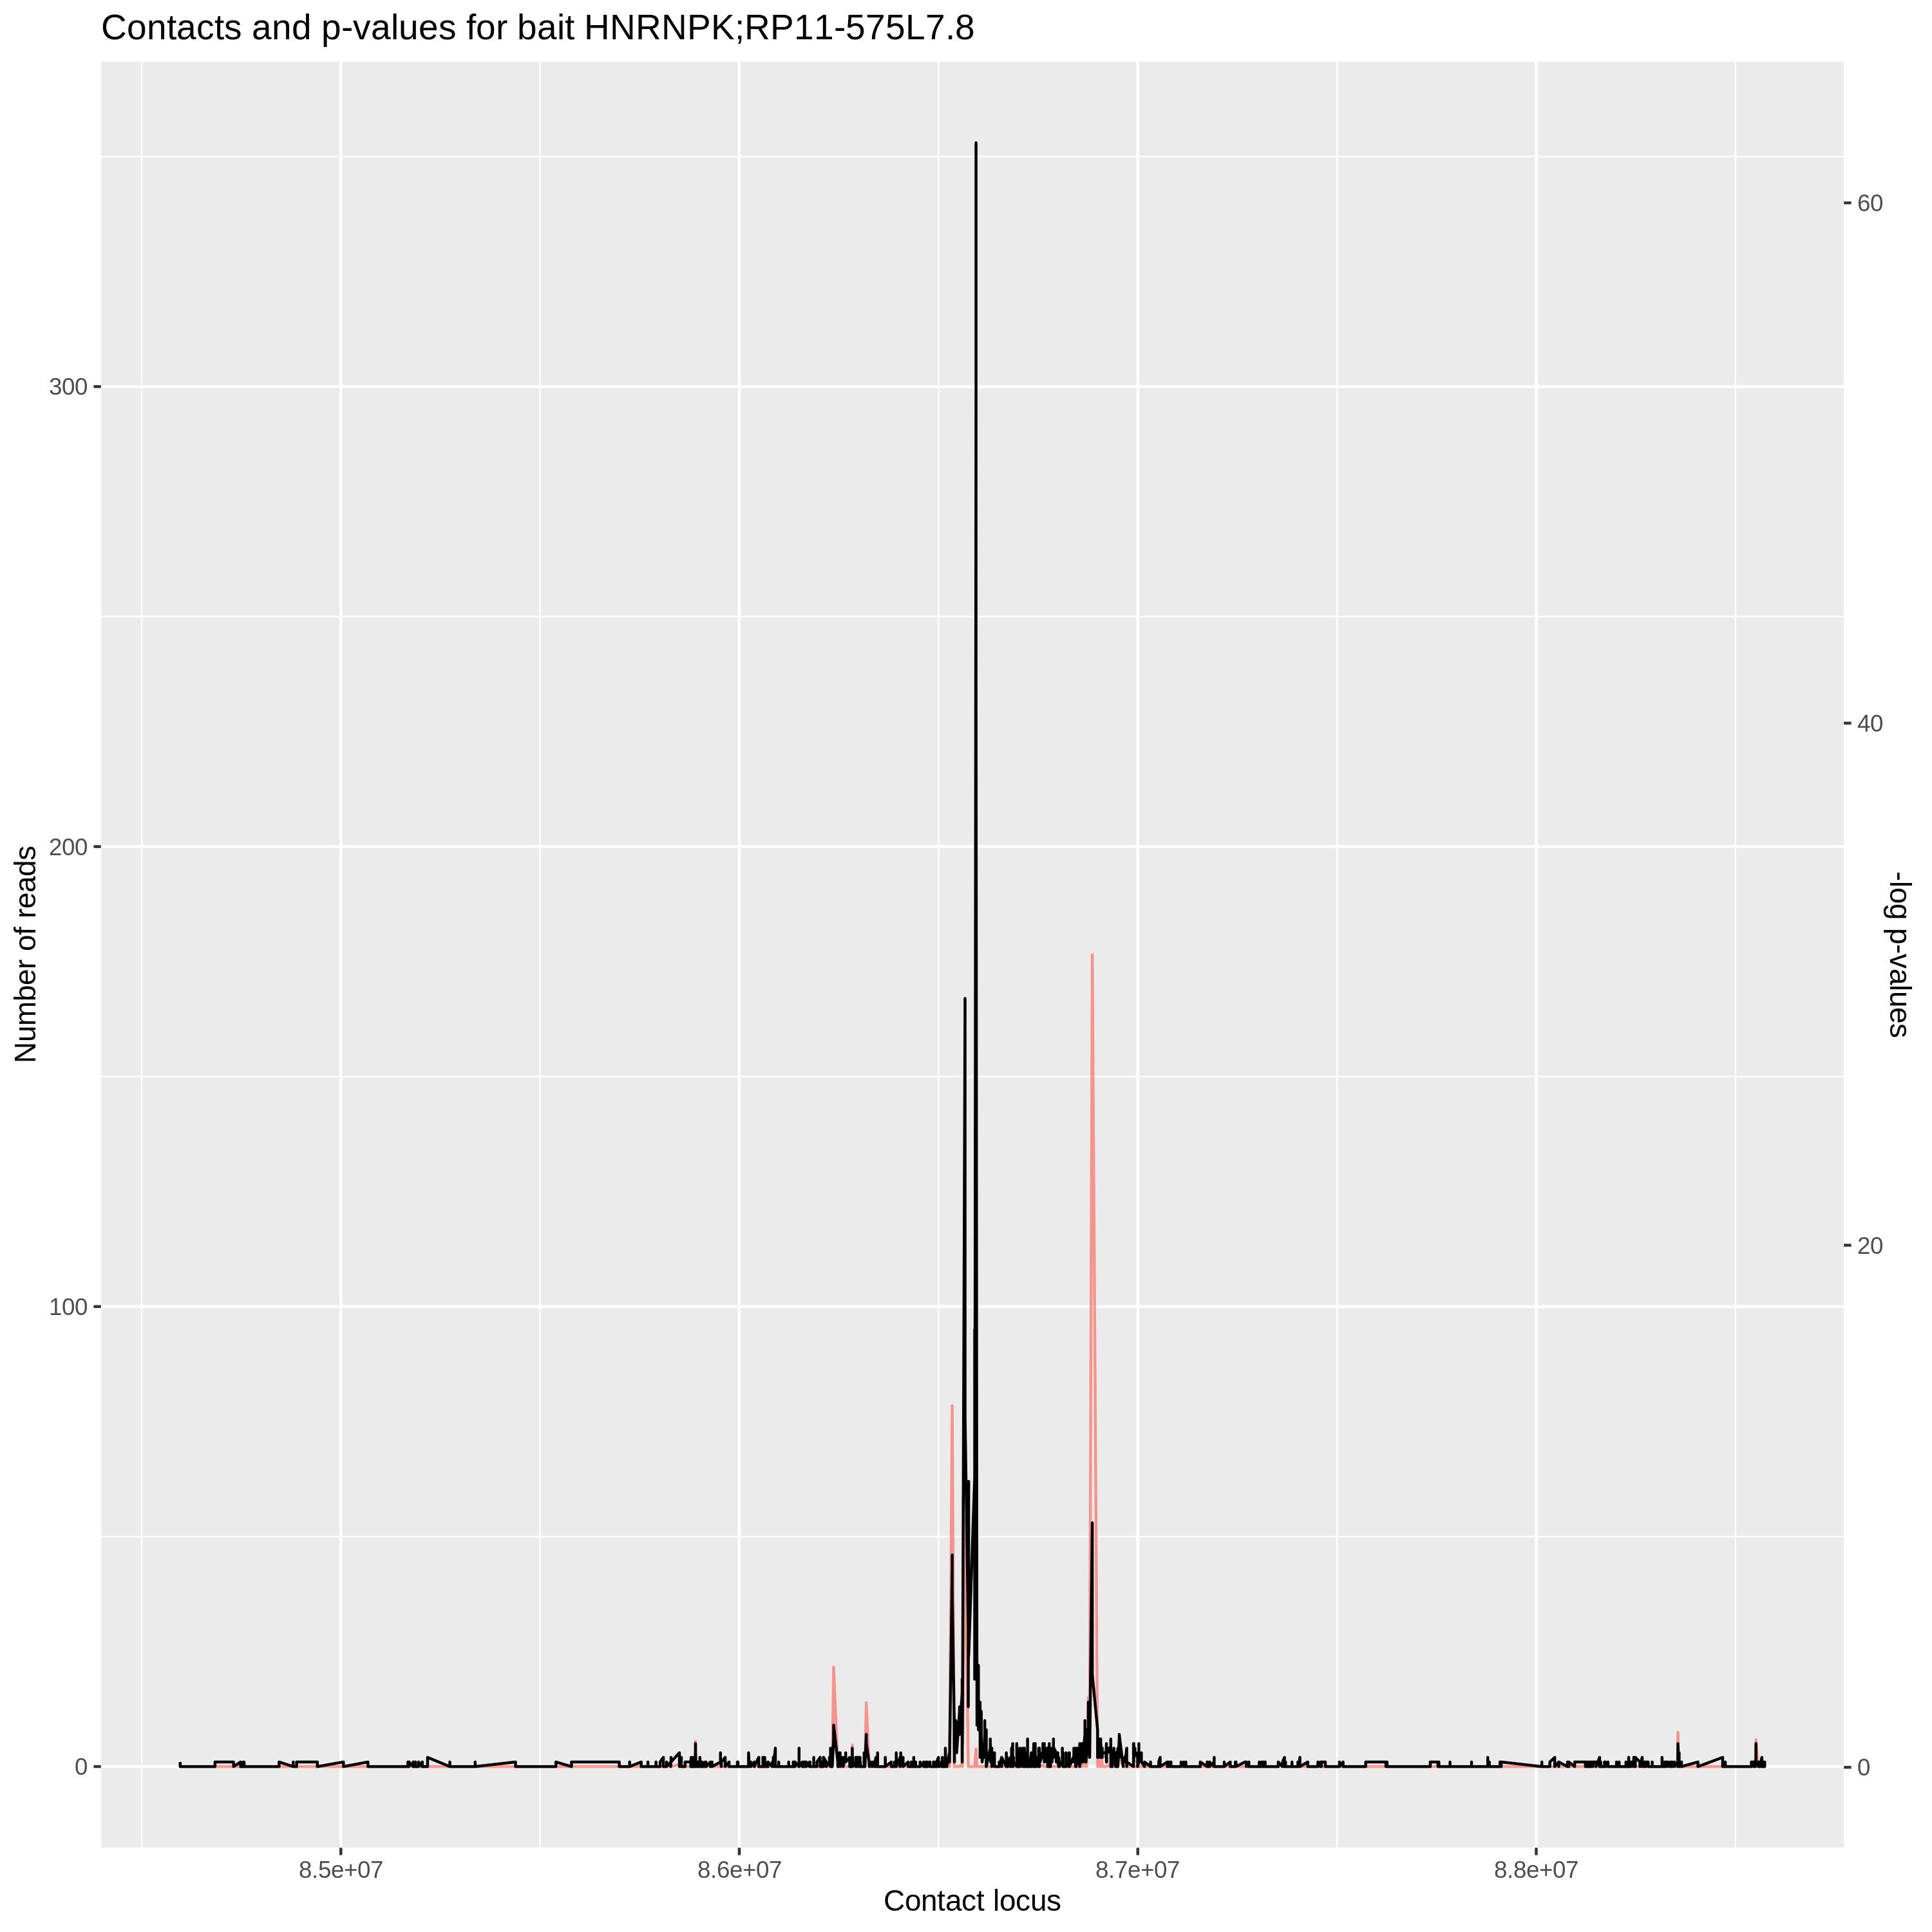 Contacts and p-values for bait HNRNPK;RP11-575L7.8
Number of reads
300
200
100
0
60
40
20
0
-log p-values
8.5e+07
8.6e+07
8.7e+07
8.8e+07
Contact locus